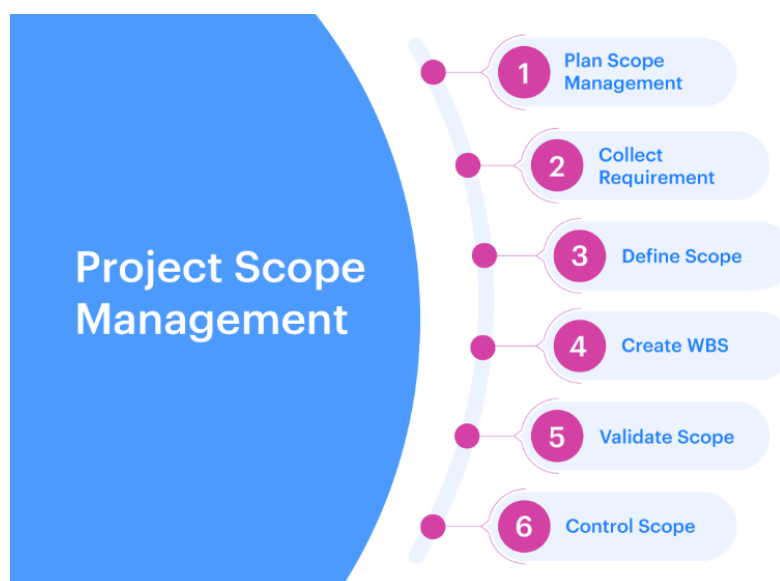 Project Scope
Management
1
Plan Scope
Management
2
Collect
Requirement
3
Define Scope
4
Create WBS
5
Validate Scope
6
Control Scope